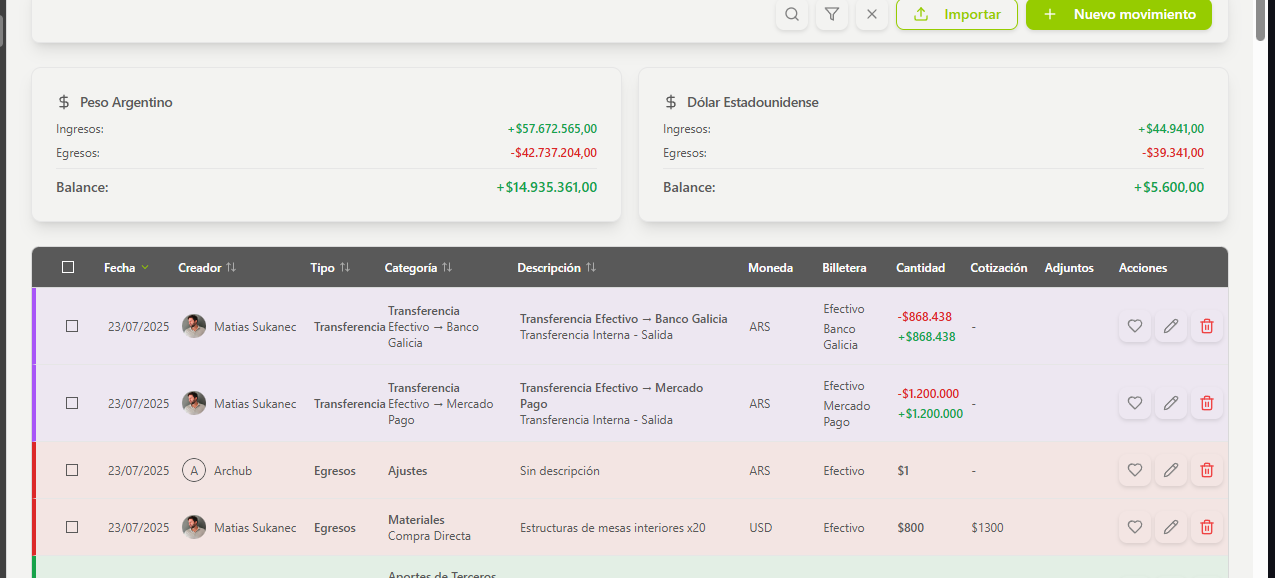 Importar
Nuevo movimiento
Peso Argentino
Ingresos: +$57.672.565,00
Egresos: -$42.737.204,00
Balance: +$14.935.361,00
Dólar Estadounidense
Ingresos: +$44.941,00
Egresos: -$39.341,00
Balance: +$5.600,00
Fecha Creador Tipo Categoría Descripción Moneda Billetera Cantidad Cotización Adjuntos Acciones
23/07/2025
Matias Sukanec
Transferencia
Transferencia
Efectivo → Banco
Galicia
Transferencia Efectivo → Banco Galicia
Transferencia Interna - Salida
ARS
Efectivo
Banco
Galicia
-$868.438
+$868.438
-
23/07/2025
Matias Sukanec
Transferencia
Transferencia
Efectivo → Mercado
Pago
Transferencia Efectivo → Mercado
Pago
Transferencia Interna - Salida
ARS
Efectivo
Mercado
Pago
-$1.200.000
+$1.200.000
-
23/07/2025
A
Archub
Egresos
Ajustes
Sin descripción
ARS
Efectivo
$1
-
23/07/2025
Matias Sukanec
Egresos
Materiales
Compra Directa
Estructuras de mesas interiores x20
USD
Efectivo
$800
$1300
Aportes de Terceros